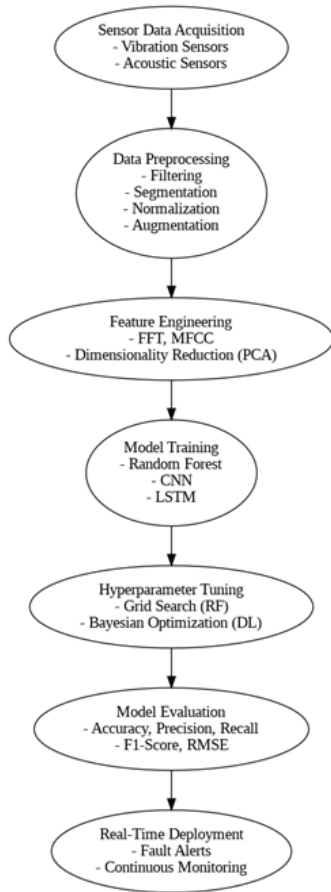 Sensor Data Acquisition
- Vibration Sensors
- Acoustic Sensors
Data Preprocessing
- Filtering
- Segmentation
- Normalization
- Augmentation
Feature Engineering
- FFT, MFCC
- Dimensionality Reduction (PCA)
Model Training
- Random Forest
- CNN
- LSTM
Hyperparameter Tuning
- Grid Search (RF)
- Bayesian Optimization (DL)
Model Evaluation
- Accuracy, Precision, Recall
- F1-Score, RMSE
Real-Time Deployment
- Fault Alerts
- Continuous Monitoring